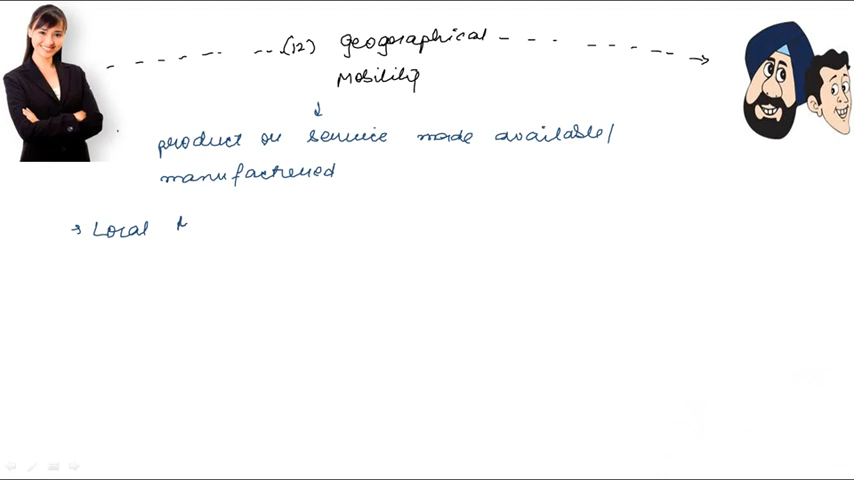 (12) Geographical
Mobility
product or service made available/
manufactured
→ Local